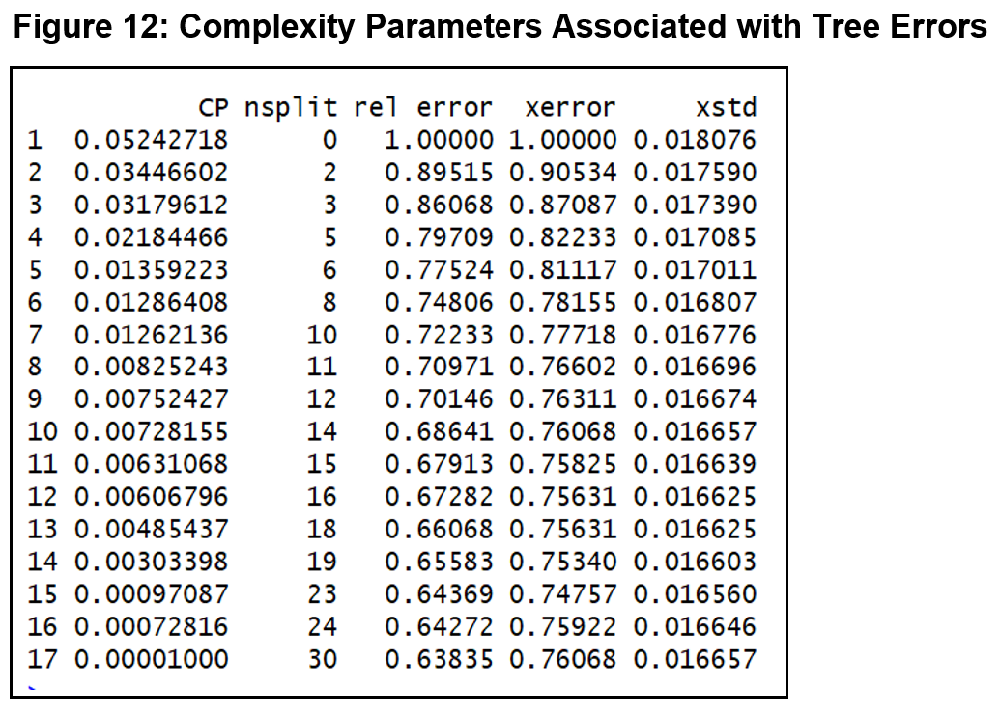 Figure 12: Complexity Parameters Associated with Tree Errors
CP nsplit rel error xerror xstd
1 0.05242718 0 1.00000 1.00000 0.018076
2 0.03446602 2 0.89515 0.90534 0.017590
3 0.03179612 3 0.86068 0.87087 0.017390
4 0.02184466 5 0.79709 0.82233 0.017085
5 0.01359223 6 0.77524 0.81117 0.017011
6 0.01286408 8 0.74806 0.78155 0.016807
7 0.01262136 10 0.72233 0.77718 0.016776
8 0.00825243 11 0.70971 0.76602 0.016696
9 0.00752427 12 0.70146 0.76311 0.016674
10 0.00728155 14 0.68641 0.76068 0.016657
11 0.00631068 15 0.67913 0.75825 0.016639
12 0.00606796 16 0.67282 0.75631 0.016625
13 0.00485437 18 0.66068 0.75631 0.016625
14 0.00303398 19 0.65583 0.75340 0.016603
15 0.00097087 23 0.64369 0.74757 0.016560
16 0.00072816 24 0.64272 0.75922 0.016646
17 0.00001000 30 0.63835 0.76068 0.016657